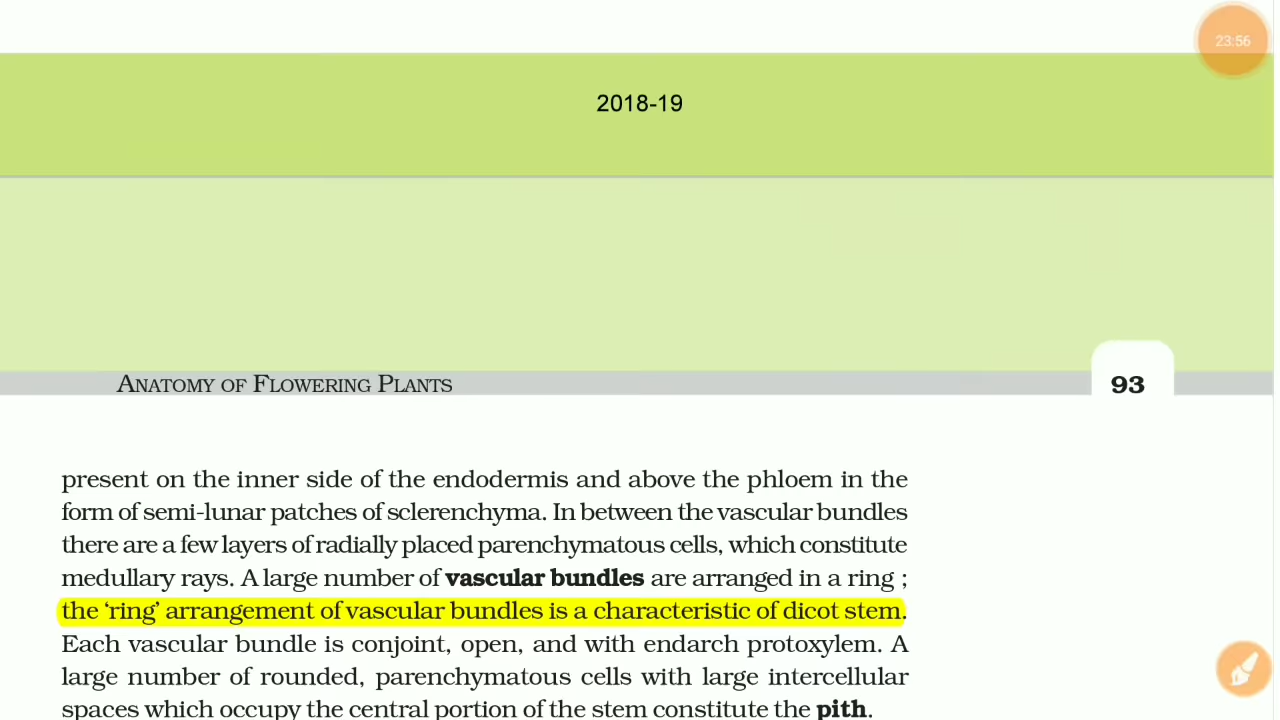 23:56
2018-19
ANATOMY OF FLOWERING PLANTS
93
present on the inner side of the endodermis and above the phloem in the
form of semi-lunar patches of sclerenchyma. In between the vascular bundles
there are a few layers of radially placed parenchymatous cells, which constitute
medullary rays. A large number of vascular bundles are arranged in a ring ;
the ‘ring’ arrangement of vascular bundles is a characteristic of dicot stem.
Each vascular bundle is conjoint, open, and with endarch protoxylem. A
large number of rounded, parenchymatous cells with large intercellular
spaces which occupy the central portion of the stem constitute the pith.